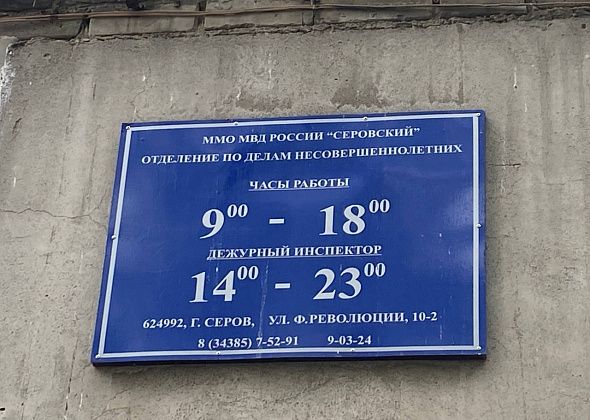 ММО МВД РОССИИ "СЕРОВСКИЙ"
ОТДЕЛЕНИЕ ПО ДЕЛАМ НЕСОВЕРШЕННОЛЕТНИХ
ЧАСЫ РАБОТЫ
9⁰⁰ - 18⁰⁰
ДЕЖУРНЫЙ ИНСПЕКТОР
14⁰⁰ - 23⁰⁰
624992, Г. СЕРОВ, УЛ. Ф.РЕВОЛЮЦИИ, 10-2
8 (34385) 7-52-91 9-03-24